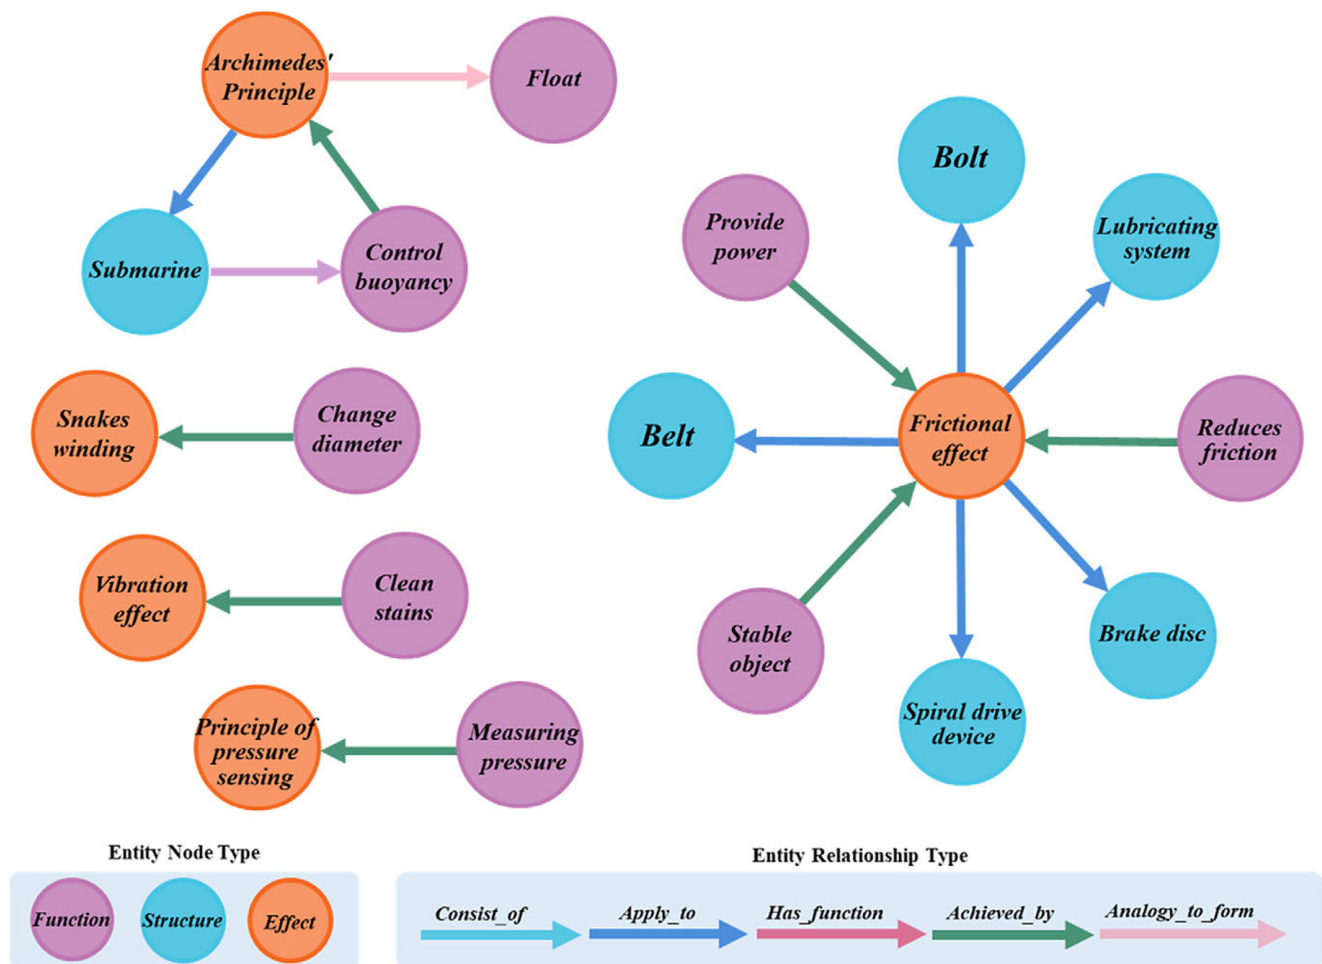 Archimedes'
Principle
Float
Submarine
Control
buoyancy
Snakes
winding
Change
diameter
Vibration
effect
Clean
stains
Principle of
pressure
sensing
Measuring
pressure
Bolt
Provide
power
Lubricating
system
Belt
Frictional
effect
Reduces
friction
Stable
object
Brake disc
Spiral drive
device
Entity Node Type
Function
Structure
Effect
Entity Relationship Type
Consist_of
Apply_to
Has_function
Achieved_by
Analogy_to_form